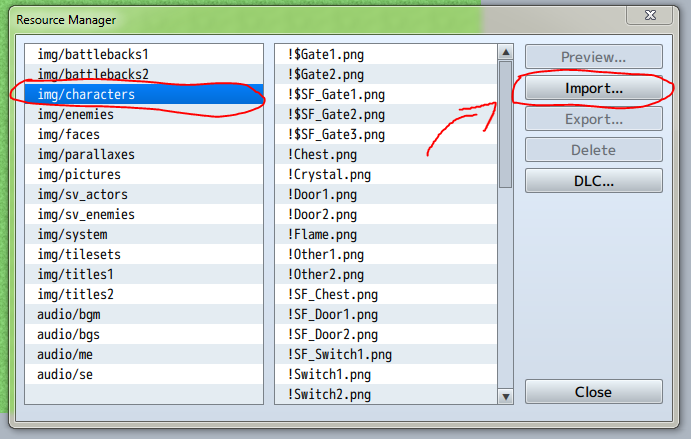 Resource Manager
img/battlebacks1
img/battlebacks2
img/characters
img/enemies
img/faces
img/parallaxes
img/pictures
img/sv_actors
img/sv_enemies
img/system
img/tilesets
img/titles1
img/titles2
audio/bgm
audio/bgs
audio/me
audio/se
!$Gate1.png
!$Gate2.png
!$SF_Gate1.png
!$SF_Gate2.png
!$SF_Gate3.png
!Chest.png
!Crystal.png
!Door1.png
!Door2.png
!Flame.png
!Other1.png
!Other2.png
!SF_Chest.png
!SF_Door1.png
!SF_Door2.png
!SF_Switch1.png
!Switch1.png
!Switch2.png
Preview...
Import...
Export...
Delete
DLC...
Close